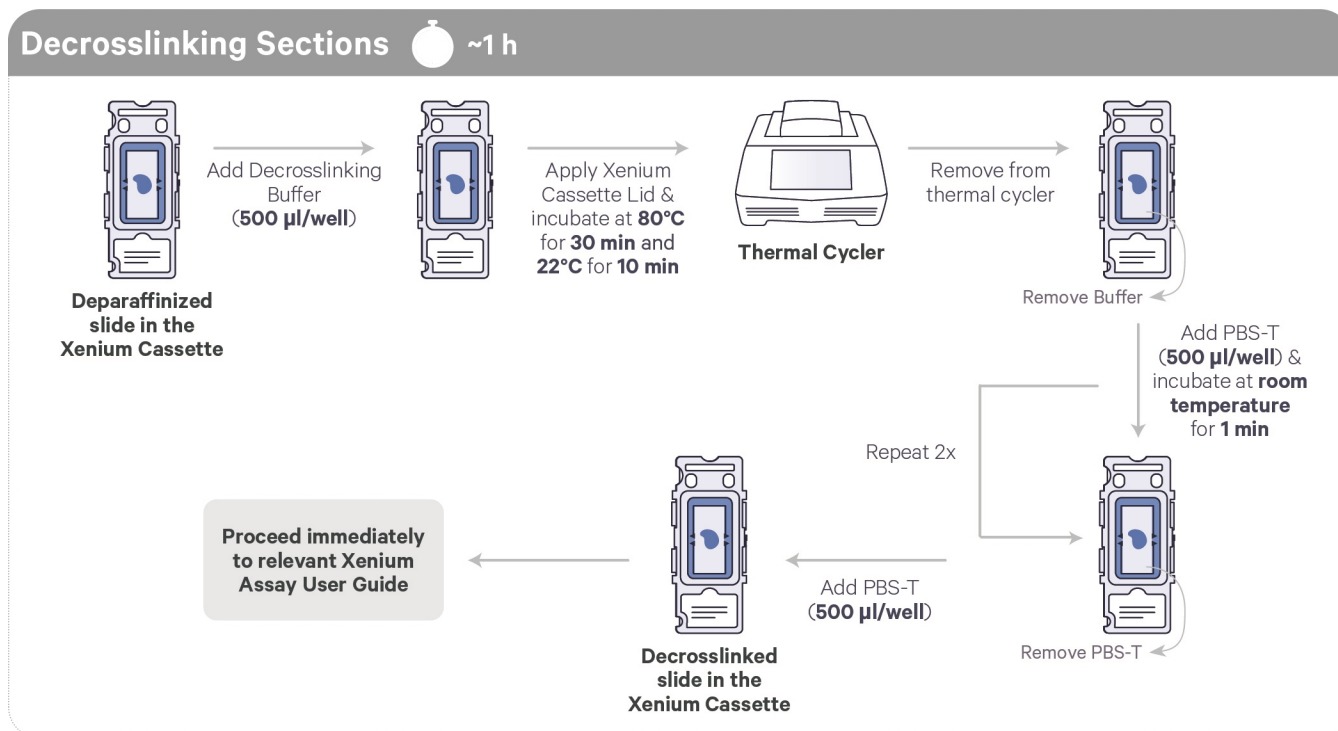 Decrosslinking Sections ~1 h
Add Decrosslinking
Buffer
(500 µl/well)
Apply Xenium
Cassette Lid &
incubate at 80°C
for 30 min and
22°C for 10 min
Thermal Cycler
Remove from
thermal cycler
Deparaffinized
slide in the
Xenium Cassette
Remove Buffer
Add PBS-T
(500 µl/well) &
incubate at room
temperature
for 1 min
Repeat 2x
Remove PBS-T
Add PBS-T
(500 µl/well)
Decrosslinked
slide in the
Xenium Cassette
Proceed immediately
to relevant Xenium
Assay User Guide